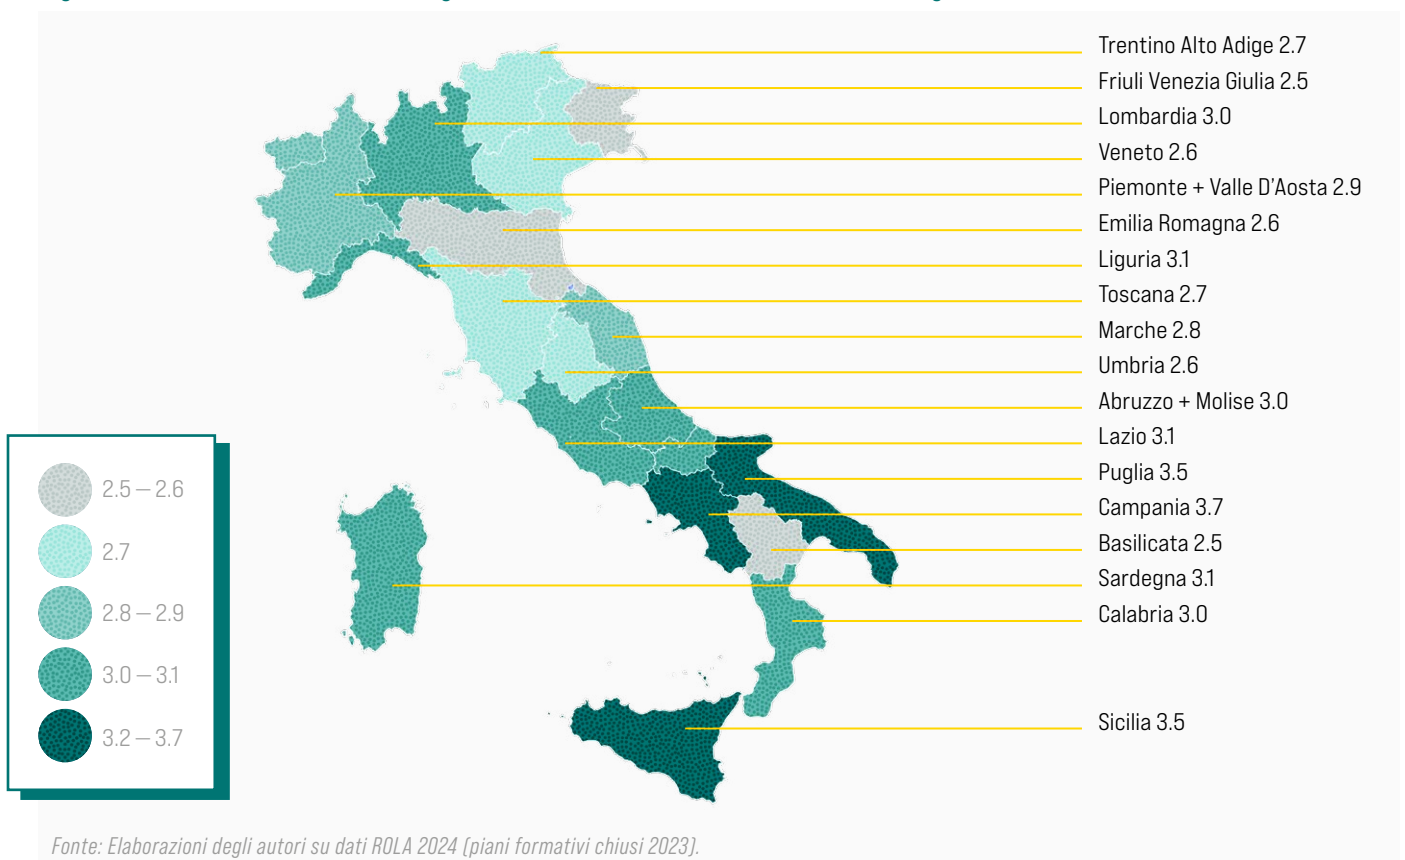 Trentino Alto Adige 2.7
Friuli Venezia Giulia 2.5
Lombardia 3.0
Veneto 2.6
Piemonte + Valle D'Aosta 2.9
Emilia Romagna 2.6
Liguria 3.1
Toscana 2.7
Marche 2.8
Umbria 2.6
Abruzzo + Molise 3.0
Lazio 3.1
Puglia 3.5
Campania 3.7
Basilicata 2.5
Sardegna 3.1
Calabria 3.0
Sicilia 3.5
2.5 – 2.6
2.7
2.8 – 2.9
3.0 – 3.1
3.2 – 3.7
Fonte: Elaborazioni degli autori su dati ROLA 2024 (piani formativi chiusi 2023).